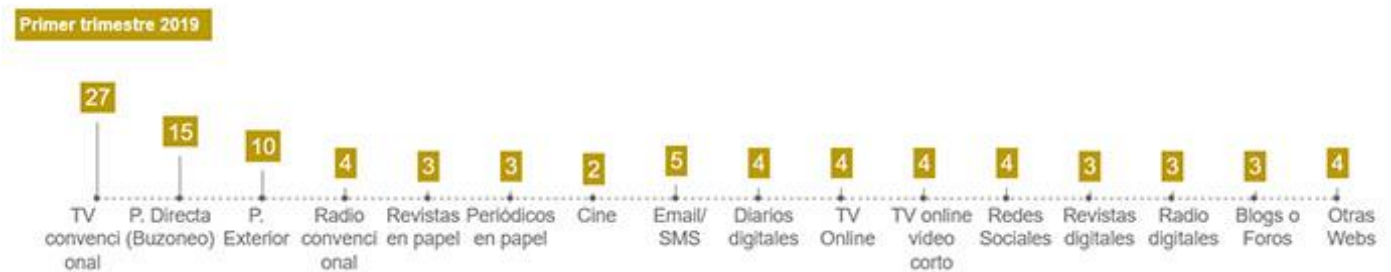 Primer trimestre 2019
27
15
10
4
3
3
2
5
4
4
4
4
3
3
3
4
TV
convenci
onal
P. Directa
(Buzoneo)
P.
Exterior
Radio
convenci
onal
Revistas
en papel
Periódicos
en papel
Cine
Email/
SMS
Diarios
digitales
TV
Online
TV online
video
corto
Redes
Sociales
Revistas
digitales
Radio
digitales
Blogs o
Foros
Otras
Webs